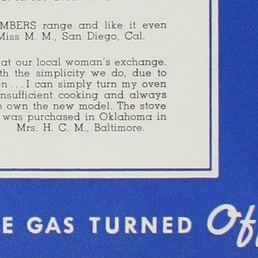 MBERS range and like it even
Miss M. M., San Diego, Cal.
at our local woman's exchange.
th the simplicity we do, due to
n . . . I can simply turn my oven
nsufficient cooking and always
o own the new model. The stove
was purchased in Oklahoma in
Mrs. H. C. M., Baltimore.
E GAS TURNED Off